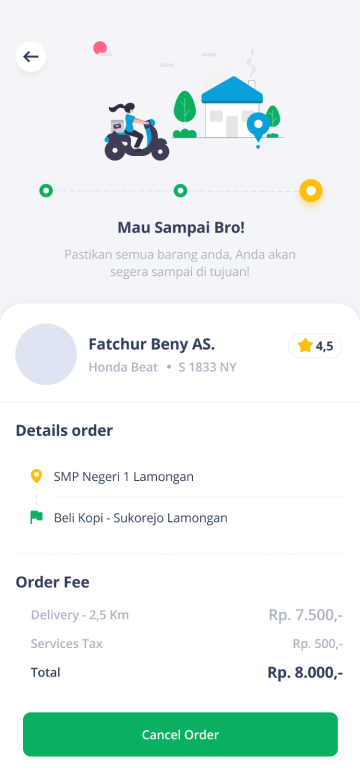 Mau Sampai Bro!
Pastikan semua barang anda, Anda akan
segera sampai di tujuan!
Fatchur Beny AS.
4,5
Honda Beat • S 1833 NY
Details order
SMP Negeri 1 Lamongan
Beli Kopi - Sukorejo Lamongan
Order Fee
Delivery - 2,5 Km Rp. 7.500,-
Services Tax Rp. 500,-
Total Rp. 8.000,-
Cancel Order